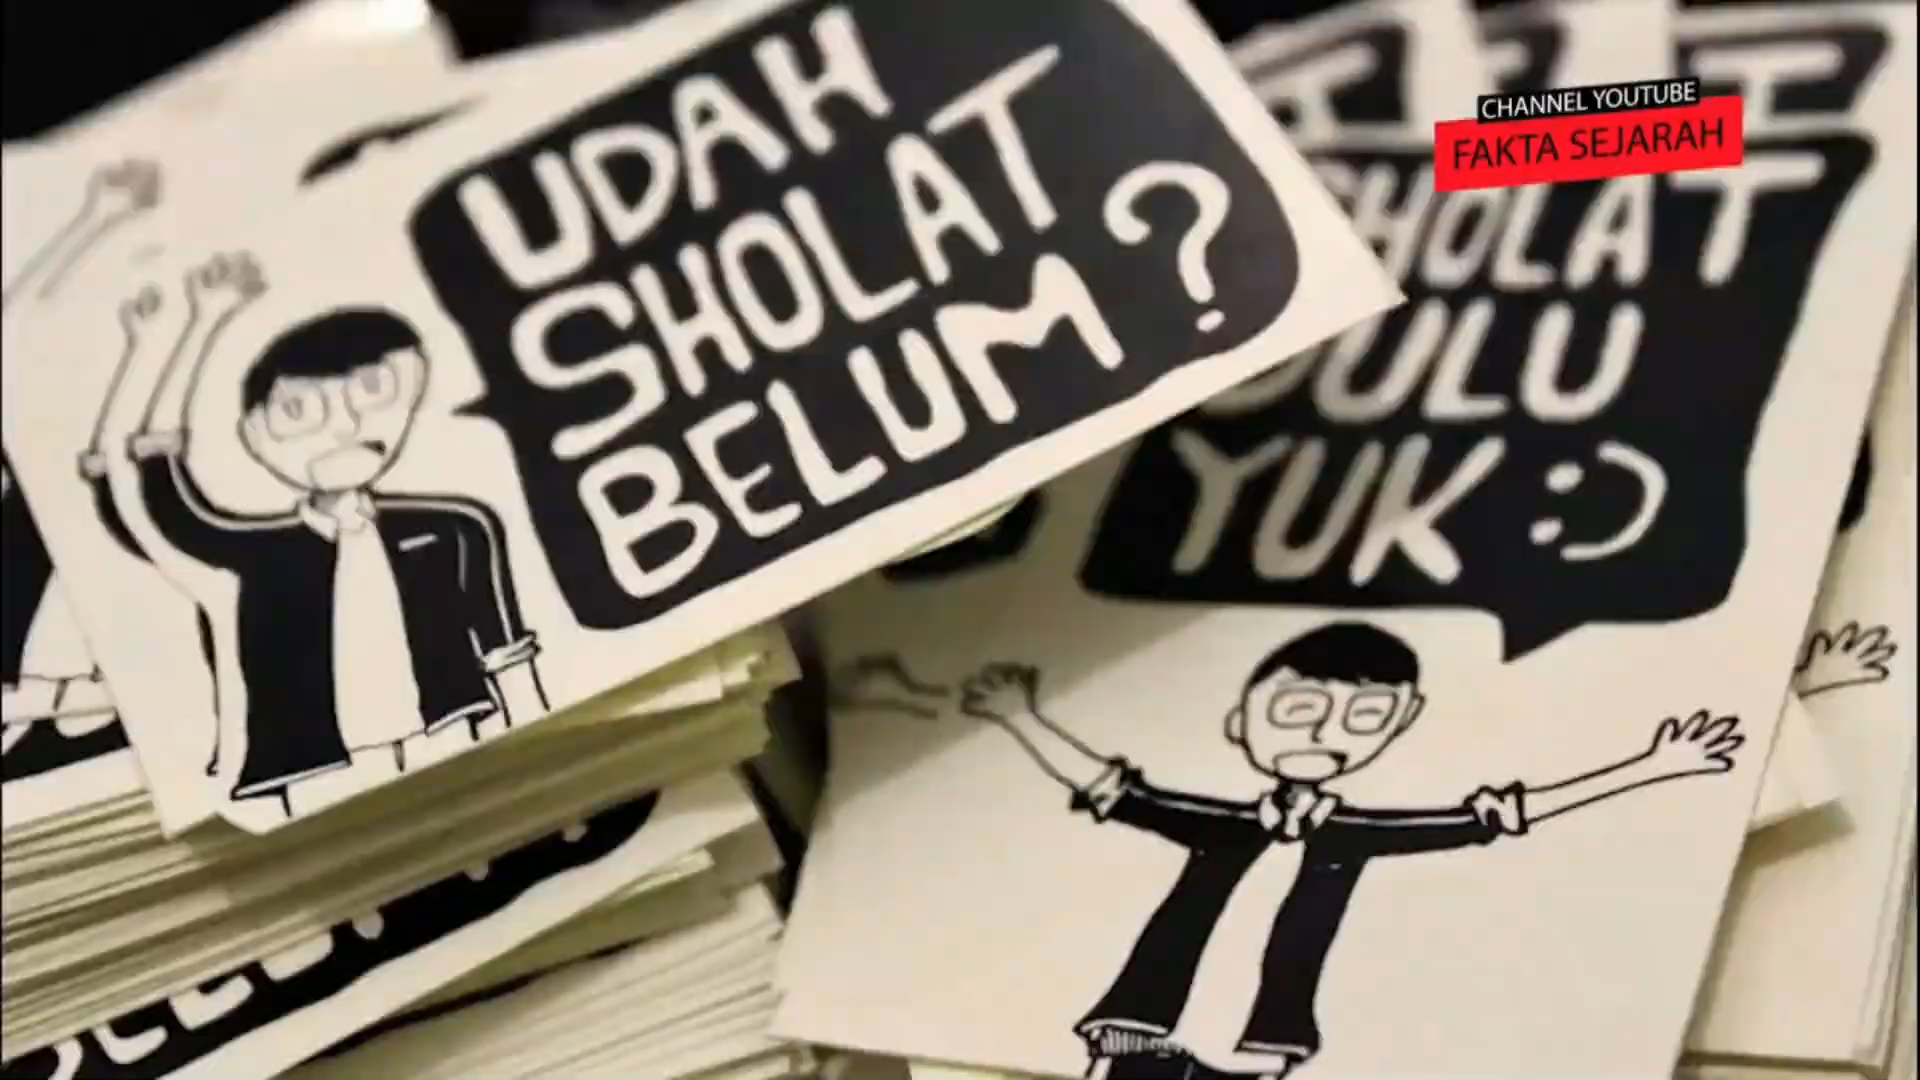 UDAH
SHOLAT
BELUM?
CHANNEL YOUTUBE
FAKTA SEJARAH
SHOLAT
DULU
YUK :)